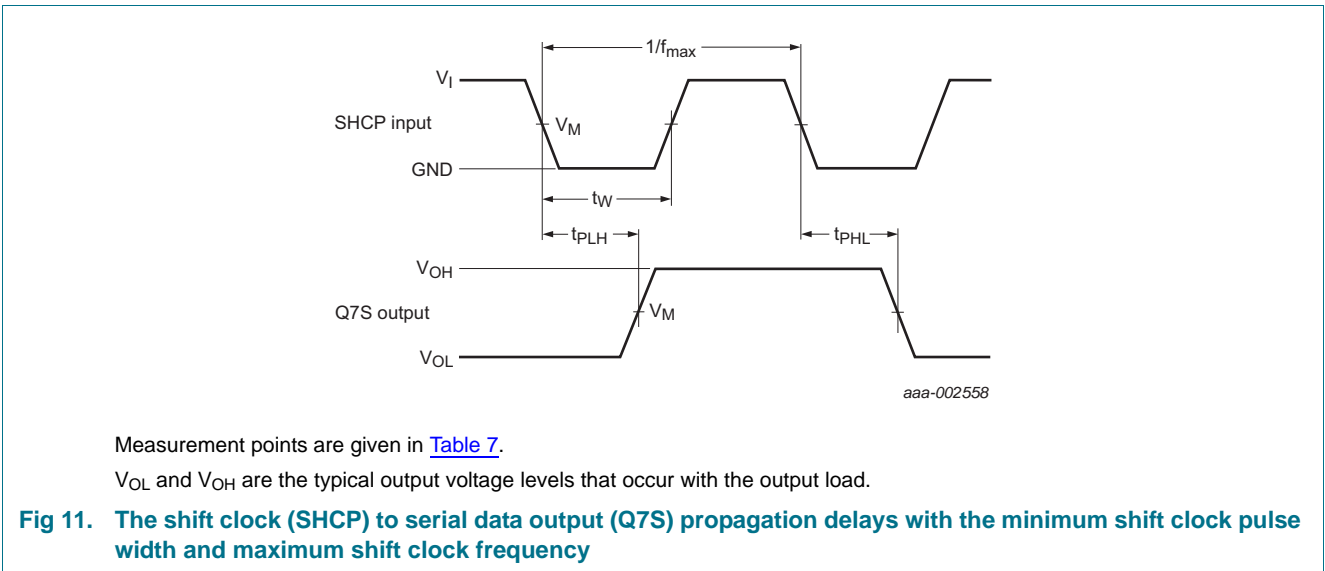 1/fmax
VI
SHCP input
VM
GND
tW
tPLH
tPHL
VOH
Q7S output
VM
VOL
aaa-002558
Measurement points are given in Table 7.
VOL and VOH are the typical output voltage levels that occur with the output load.
Fig 11. The shift clock (SHCP) to serial data output (Q7S) propagation delays with the minimum shift clock pulse
width and maximum shift clock frequency